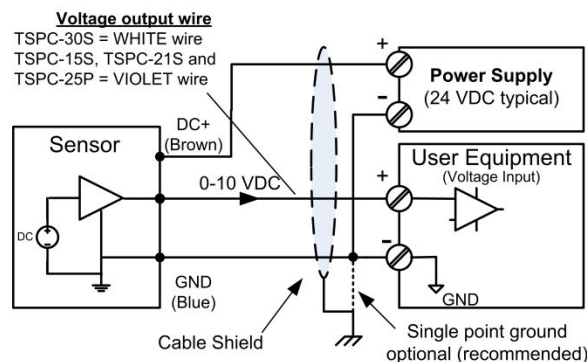 Voltage output wire
TSPC-30S = WHITE wire
TSPC-15S, TSPC-21S and
TSPC-25P = VIOLET wire
+
Power Supply
(24 VDC typical)
-
DC+
(Brown)
Sensor
User Equipment
(Voltage Input)
0-10 VDC
+
DC
-
GND
(Blue)
GND
Cable Shield
Single point ground
optional (recommended)